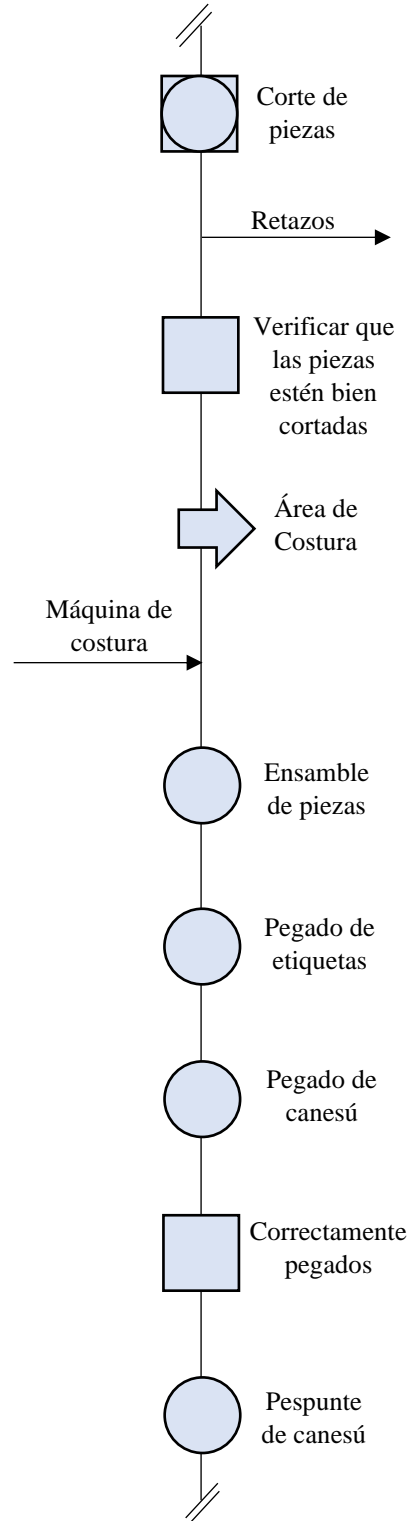 Corte de
piezas
Retazos
Verificar que
las piezas
estén bien
cortadas
Área de
Costura
Máquina de
costura
Ensamble
de piezas
Pegado de
etiquetas
Pegado de
canesú
Correctamente
pegados
Pespunte
de canesú